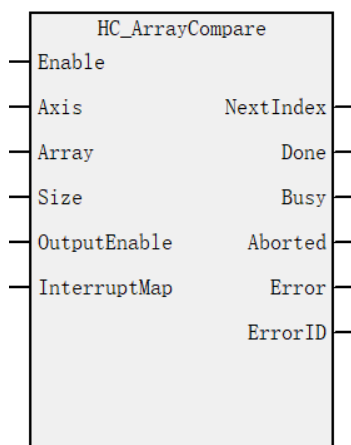 HC_ArrayCompare
Enable
Axis NextIndex
Array Done
Size Busy
OutputEnable Aborted
InterruptMap Error
ErrorID